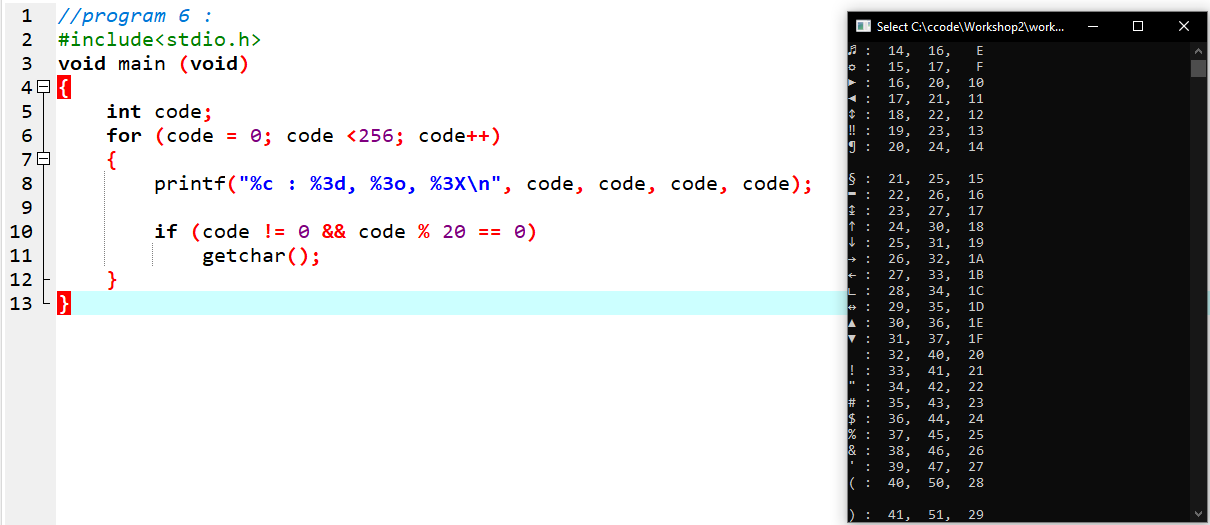 1 //program 6 :
2 #include<stdio.h>
3 void main (void)
4 {
5 int code;
6 for (code = 0; code <256; code++)
7 {
8 printf("%c : %3d, %3o, %3X\n", code, code, code, code);
9
10 if (code != 0 && code % 20 == 0)
11 getchar();
12 }
13 }
Select C:\ccode\Workshop2\work...
♬ : 14, 16, E
☼ : 15, 17, F
► : 16, 20, 10
◄ : 17, 21, 11
↕ : 18, 22, 12
‼ : 19, 23, 13
¶ : 20, 24, 14
§ : 21, 25, 15
▬ : 22, 26, 16
↨ : 23, 27, 17
↑ : 24, 30, 18
↓ : 25, 31, 19
→ : 26, 32, 1A
← : 27, 33, 1B
∟ : 28, 34, 1C
↔ : 29, 35, 1D
▲ : 30, 36, 1E
▼ : 31, 37, 1F
: 32, 40, 20
! : 33, 41, 21
" : 34, 42, 22
# : 35, 43, 23
$ : 36, 44, 24
% : 37, 45, 25
& : 38, 46, 26
' : 39, 47, 27
( : 40, 50, 28
) : 41, 51, 29